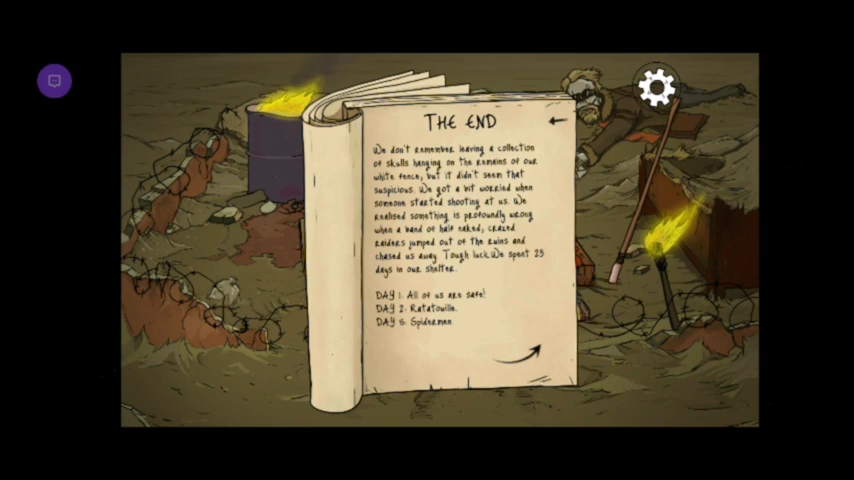 THE END
We don't remember leaving a collection
of skulls hanging on the remains of our
white fence, but it didn't seem that
suspicious. We got a bit worried when
someone started shooting at us. We
realised something is profoundly wrong
when a band of half naked, crazed
raiders jumped out of the ruins and
chased us away. Tough luck.We spent 23
days in our shelter.
DAY 1: All of us are safe!
DAY 2: Ratatouille.
DAY 5: Spidermen